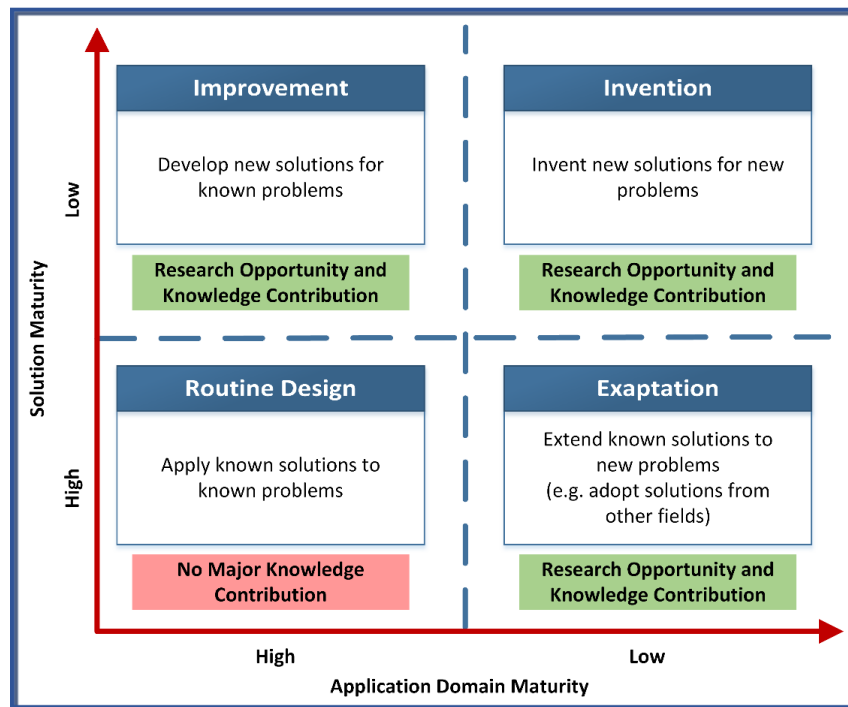 Improvement
Develop new solutions for
known problems
Research Opportunity and
Knowledge Contribution
Invention
Invent new solutions for new
problems
Research Opportunity and
Knowledge Contribution
Routine Design
Apply known solutions to
known problems
No Major Knowledge
Contribution
Exaptation
Extend known solutions to
new problems
(e.g. adopt solutions from
other fields)
Research Opportunity and
Knowledge Contribution
Solution Maturity
Low
High
High
Low
Application Domain Maturity